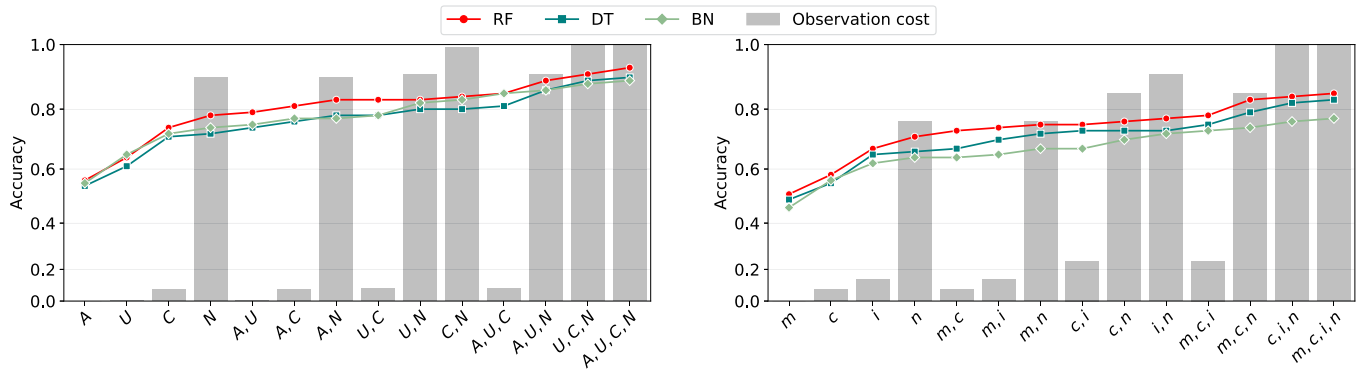 RF DT BN Observation cost
Accuracy
1.0
0.8
0.6
0.4
0.2
0.0
A U C N A, U A, C A, N U, C U, N C, N A, U, C A, U, N U, C, N A, U, C, N
Accuracy
1.0
0.8
0.6
0.4
0.2
0.0
m c i n m, c m, i m, n c, i c, n i, n m, c, i m, c, n c, i, n m, c, i, n